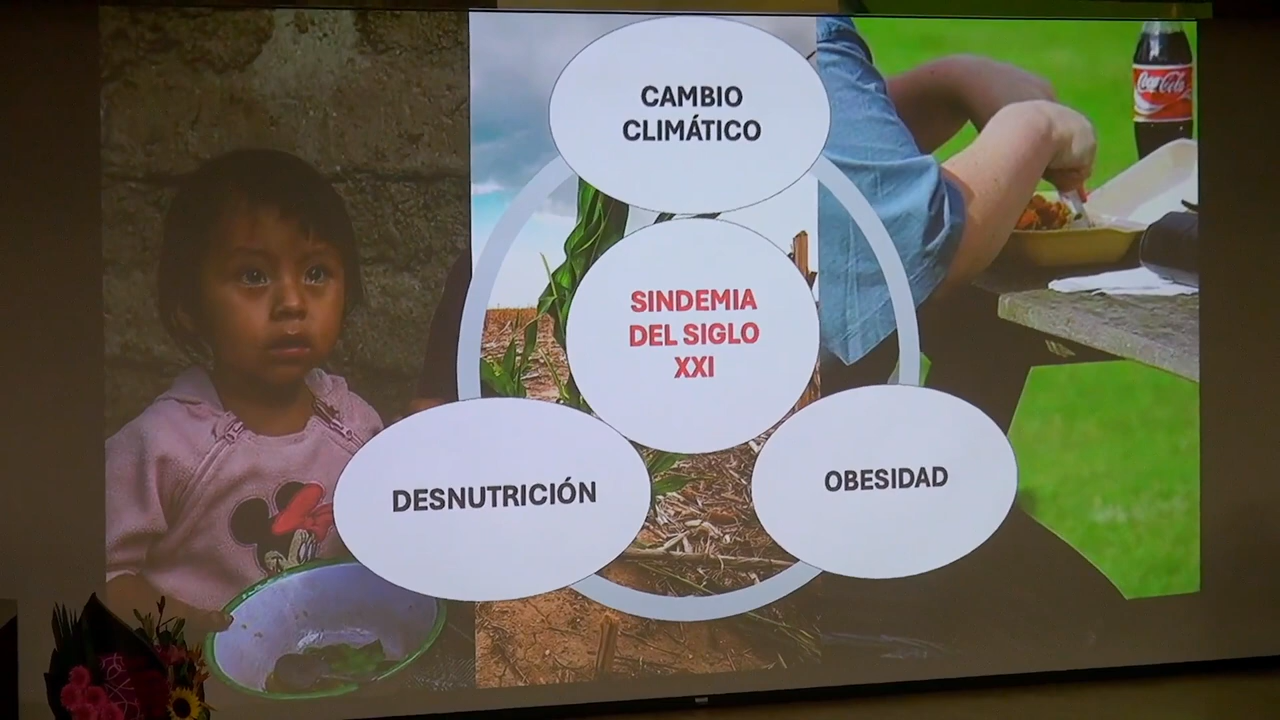 CAMBIO
CLIMÁTICO
Coca-Cola
SINDEMIA
DEL SIGLO
XXI
DESNUTRICIÓN
OBESIDAD